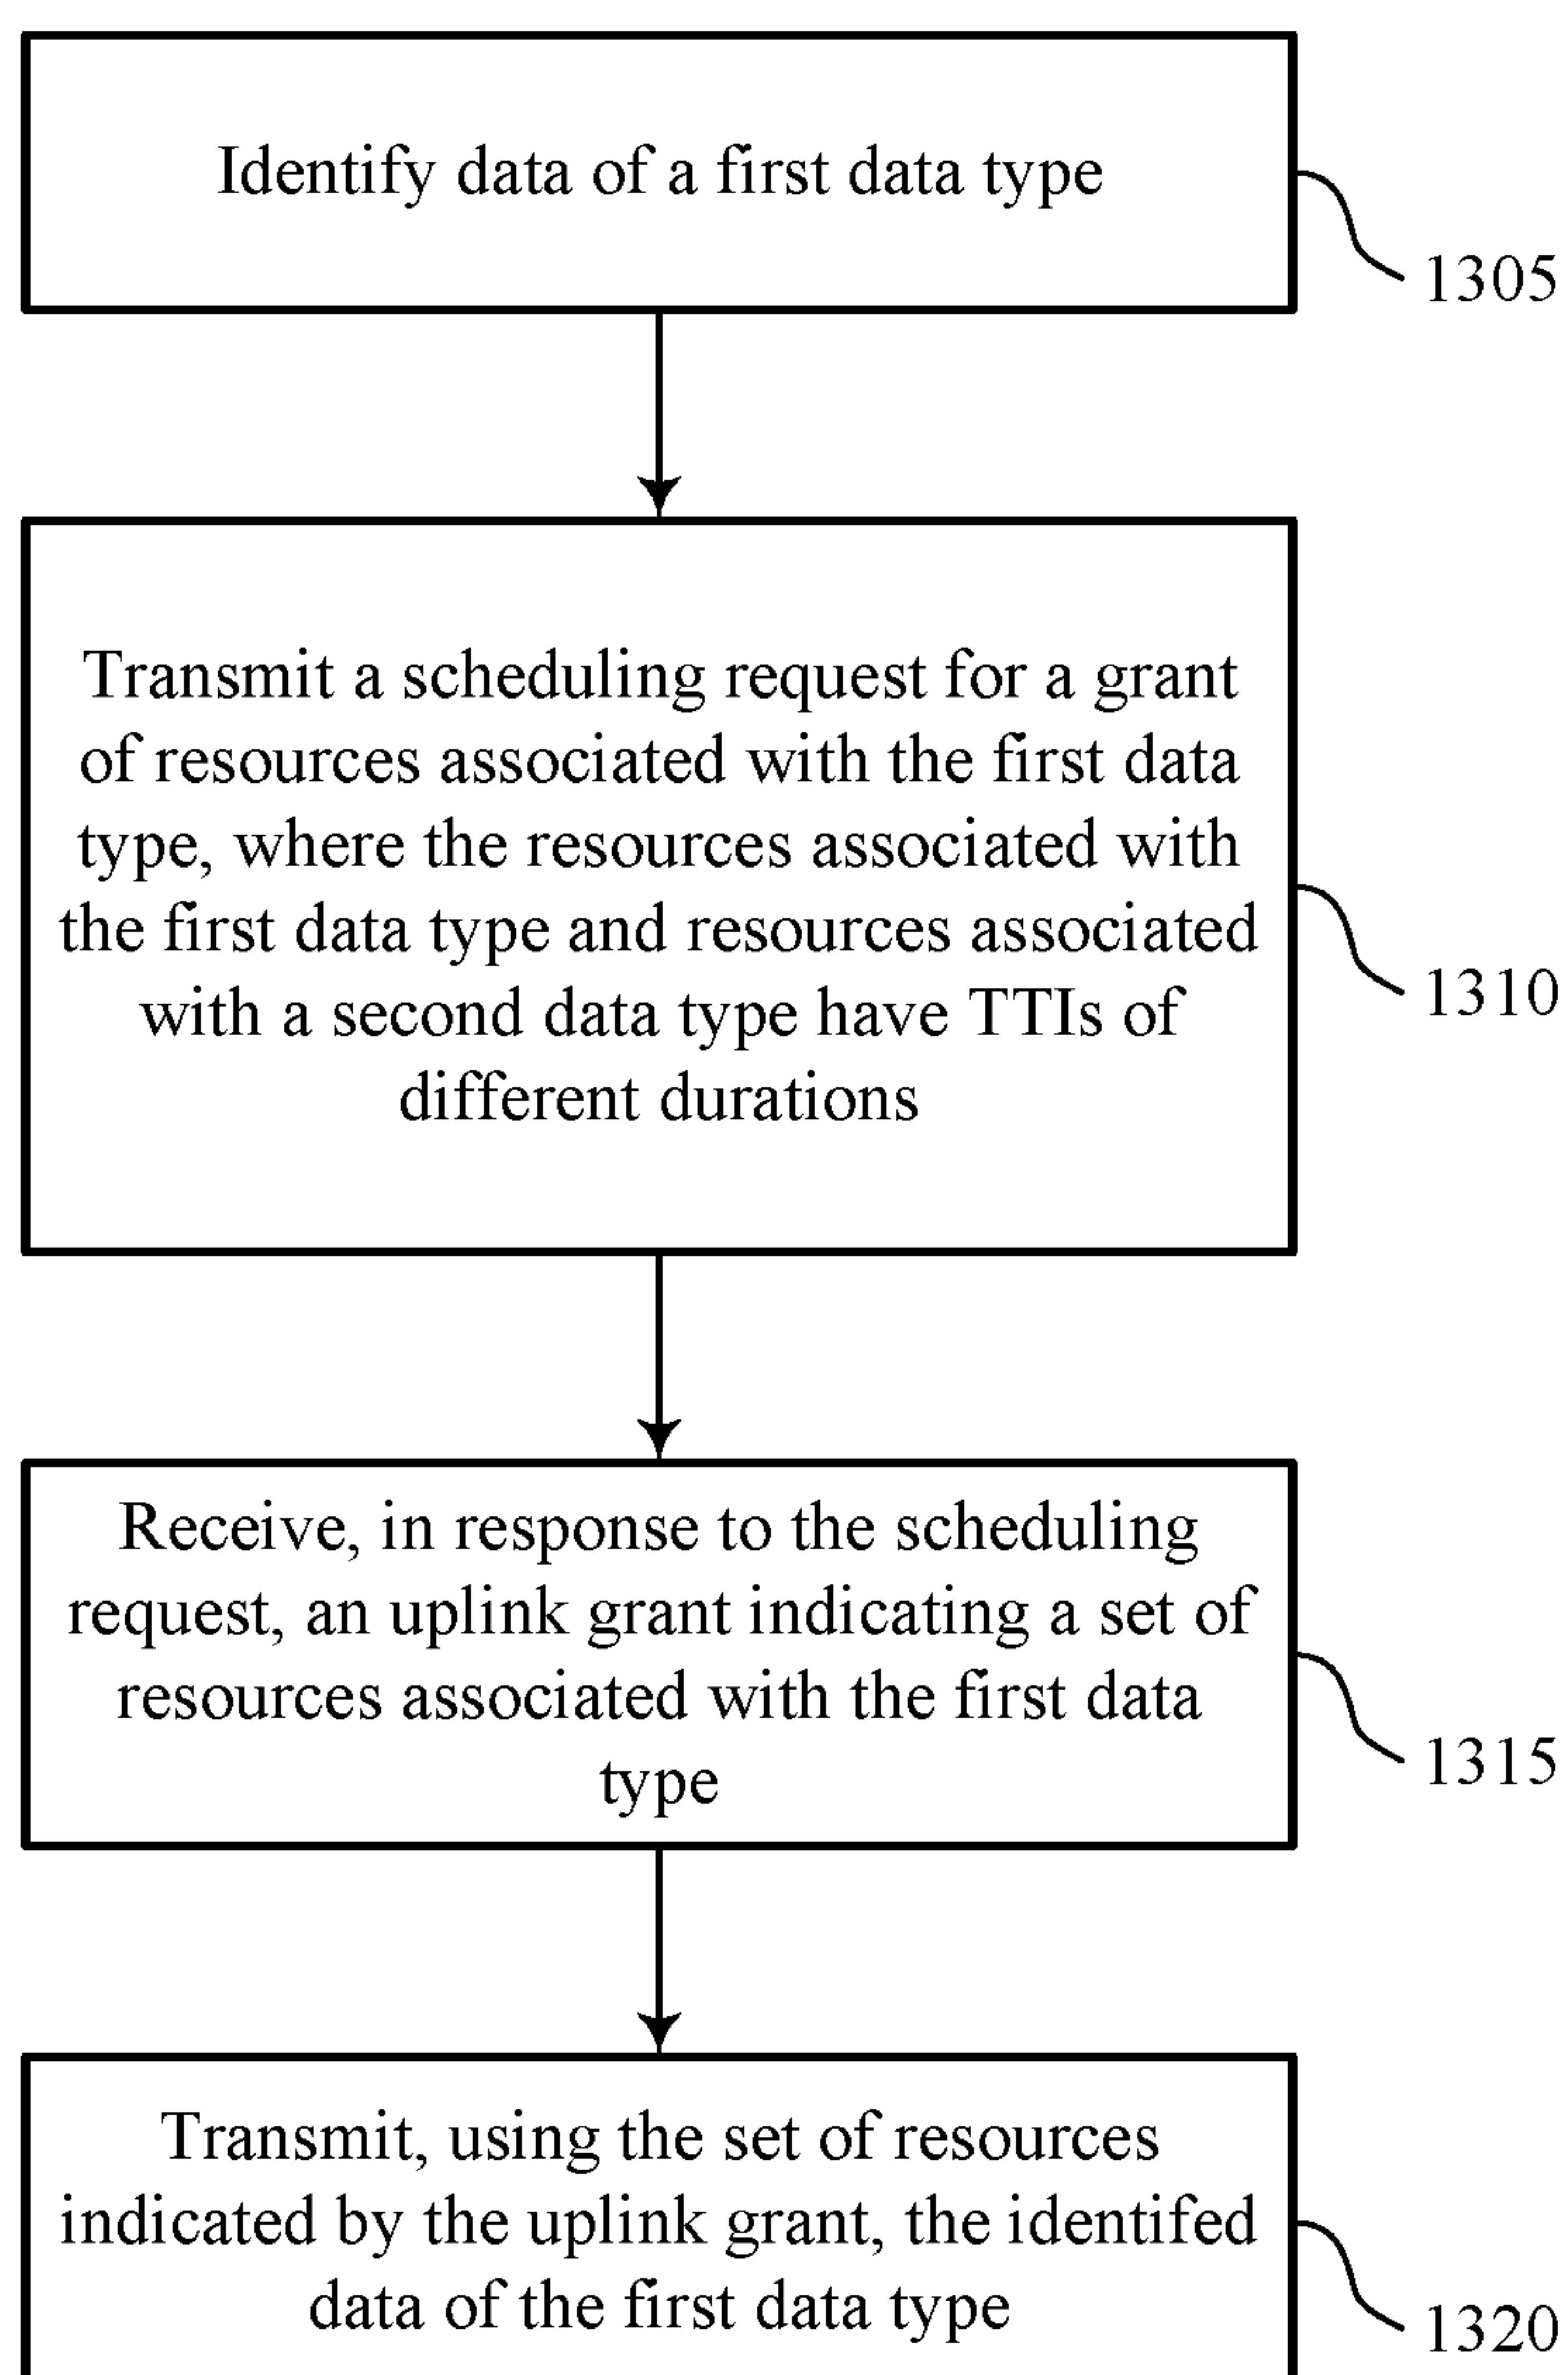 Identify data of a first data type
1305
Transmit a scheduling request for a grant
of resources associated with the first data
type, where the resources associated with
the first data type and resources associated
with a second data type have TTIs of
different durations
1310
Receive, in response to the scheduling
request, an uplink grant indicating a set of
resources associated with the first data
type
1315
Transmit, using the set of resources
indicated by the uplink grant, the identifed
data of the first data type
1320